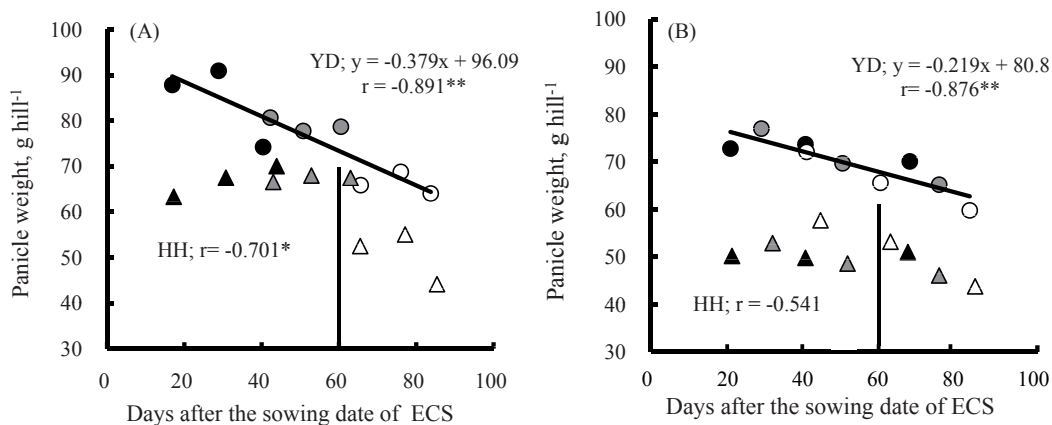 (A)
YD; y = -0.379x + 96.09
r = -0.891**
HH; r= -0.701*
Panicle weight, g hill-1
100
90
80
70
60
50
40
30
0 20 40 60 80 100
Days after the sowing date of ECS
(B)
YD; y = -0.219x + 80.8
r= -0.876**
HH; r = -0.541
Panicle weight, g hill-1
100
90
80
70
60
50
40
30
0 20 40 60 80 100
Days after the sowing date of ECS